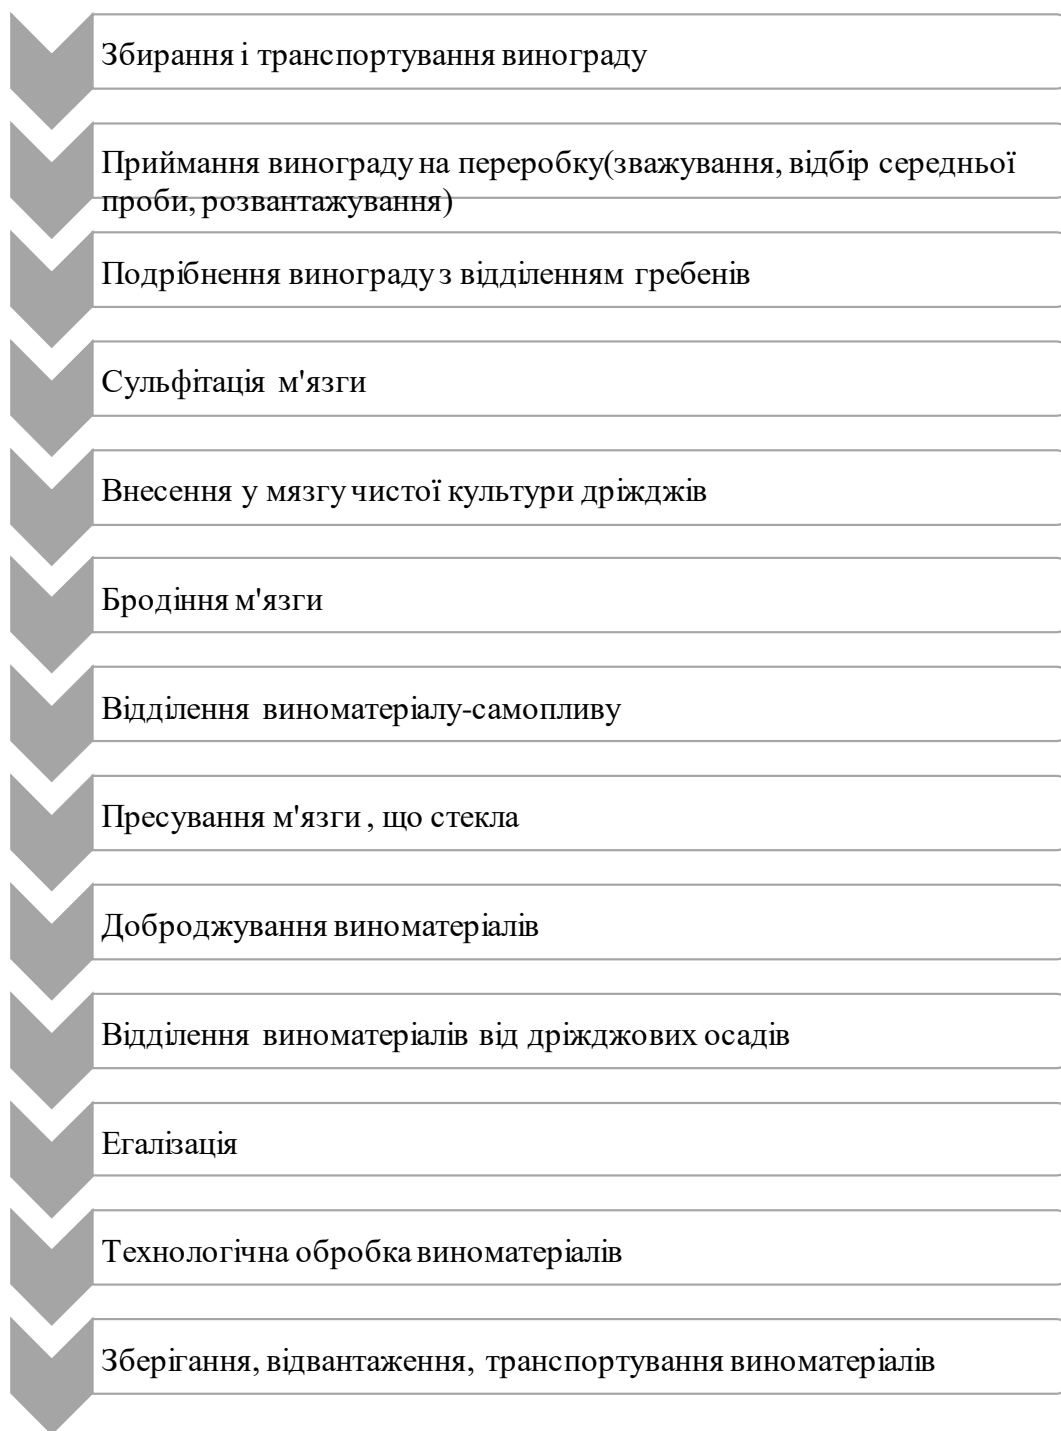 Збирання і транспортування винограду
Приймання винограду на переробку(зважування, відбір середньої
проби, розвантажування)
Подрібнення винограду з відділенням гребенів
Сульфітація м'язги
Внесення у мязгу чистої культури дріжджів
Бродіння м'язги
Відділення виноматеріалу-самопливу
Пресування м'язги , що стекла
Доброджування виноматеріалів
Відділення виноматеріалів від дріжджових осадів
Егалізація
Технологічна обробка виноматеріалів
Зберігання, відвантаження, транспортування виноматеріалів